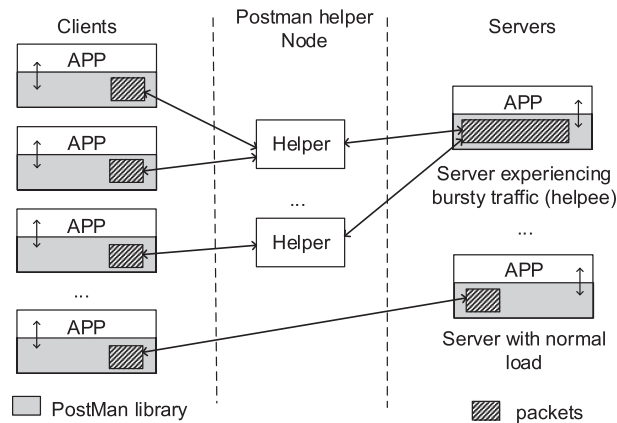 Clients
Postman helper
Node
Servers
APP
APP
APP
...
APP
Helper
...
Helper
APP
Server experiencing
bursty traffic (helpee)
...
APP
Server with normal
load
PostMan library
packets